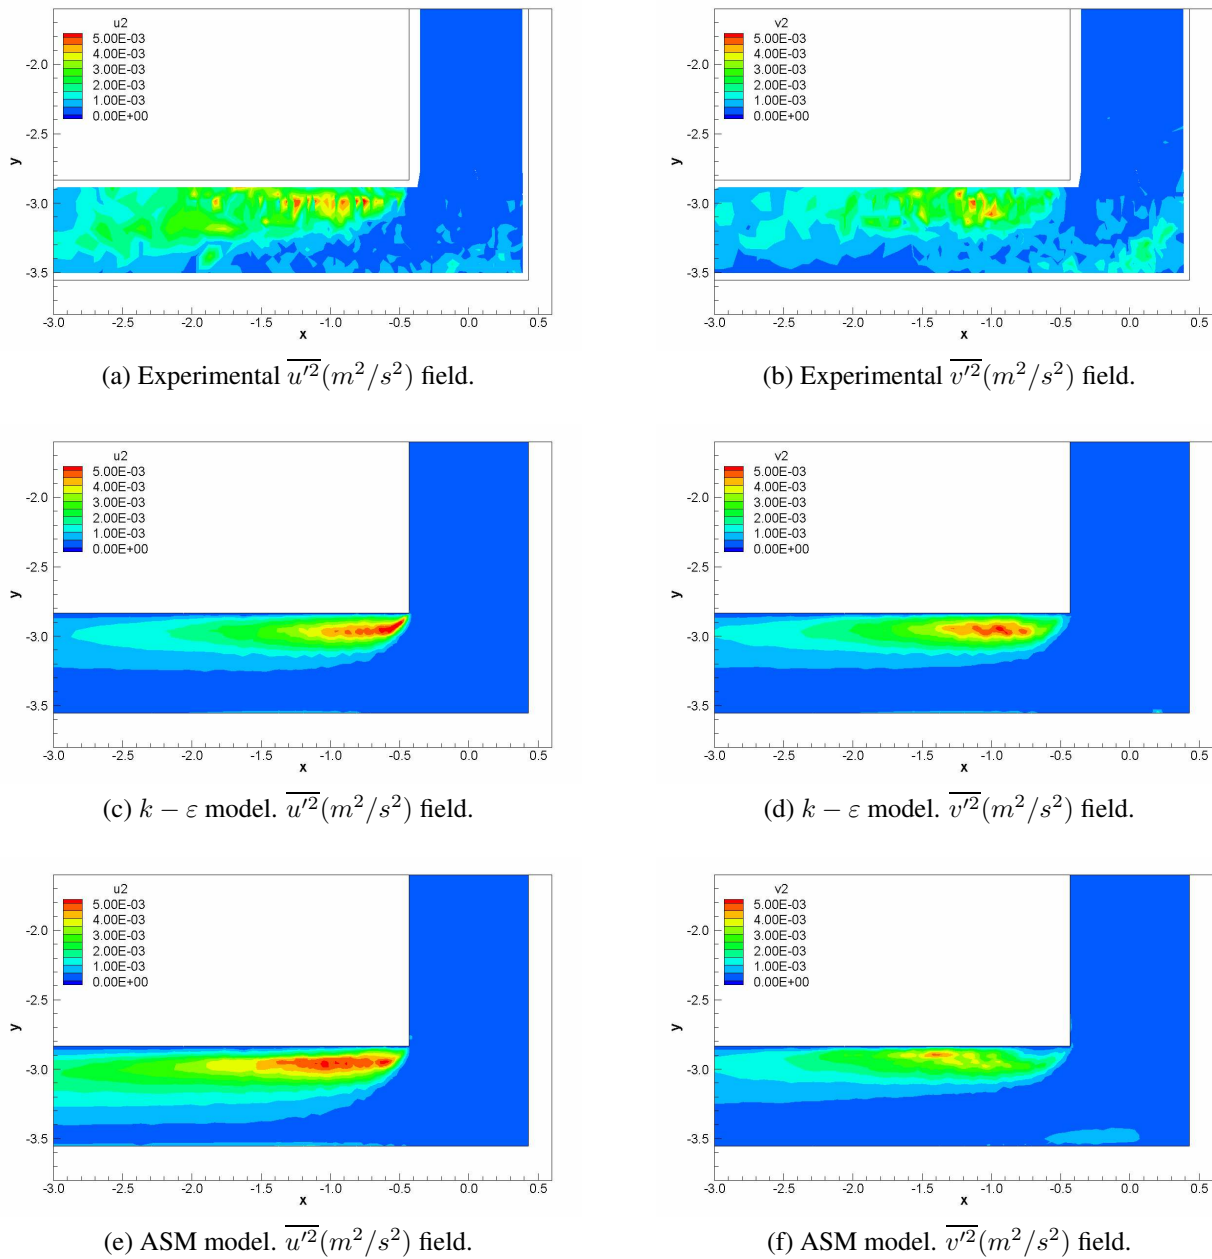 u2
5.00E-03
4.00E-03
3.00E-03
2.00E-03
1.00E-03
0.00E+00
y
-2.0
-2.5
-3.0
-3.5
-3.0 -2.5 -2.0 -1.5 -1.0 -0.5 0.0 0.5
x
(a) Experimental $\overline{u'^2}(m^2/s^2)$ field.
v2
5.00E-03
4.00E-03
3.00E-03
2.00E-03
1.00E-03
0.00E+00
y
-2.0
-2.5
-3.0
-3.5
-3.0 -2.5 -2.0 -1.5 -1.0 -0.5 0.0 0.5
x
(b) Experimental $\overline{v'^2}(m^2/s^2)$ field.
u2
5.00E-03
4.00E-03
3.00E-03
2.00E-03
1.00E-03
0.00E+00
y
-2.0
-2.5
-3.0
-3.5
-3.0 -2.5 -2.0 -1.5 -1.0 -0.5 0.0 0.5
x
(c) $k - \varepsilon$ model. $\overline{u'^2}(m^2/s^2)$ field.
v2
5.00E-03
4.00E-03
3.00E-03
2.00E-03
1.00E-03
0.00E+00
y
-2.0
-2.5
-3.0
-3.5
-3.0 -2.5 -2.0 -1.5 -1.0 -0.5 0.0 0.5
x
(d) $k - \varepsilon$ model. $\overline{v'^2}(m^2/s^2)$ field.
u2
5.00E-03
4.00E-03
3.00E-03
2.00E-03
1.00E-03
0.00E+00
y
-2.0
-2.5
-3.0
-3.5
-3.0 -2.5 -2.0 -1.5 -1.0 -0.5 0.0 0.5
x
(e) ASM model. $\overline{u'^2}(m^2/s^2)$ field.
v2
5.00E-03
4.00E-03
3.00E-03
2.00E-03
1.00E-03
0.00E+00
y
-2.0
-2.5
-3.0
-3.5
-3.0 -2.5 -2.0 -1.5 -1.0 -0.5 0.0 0.5
x
(f) ASM model. $\overline{v'^2}(m^2/s^2)$ field.